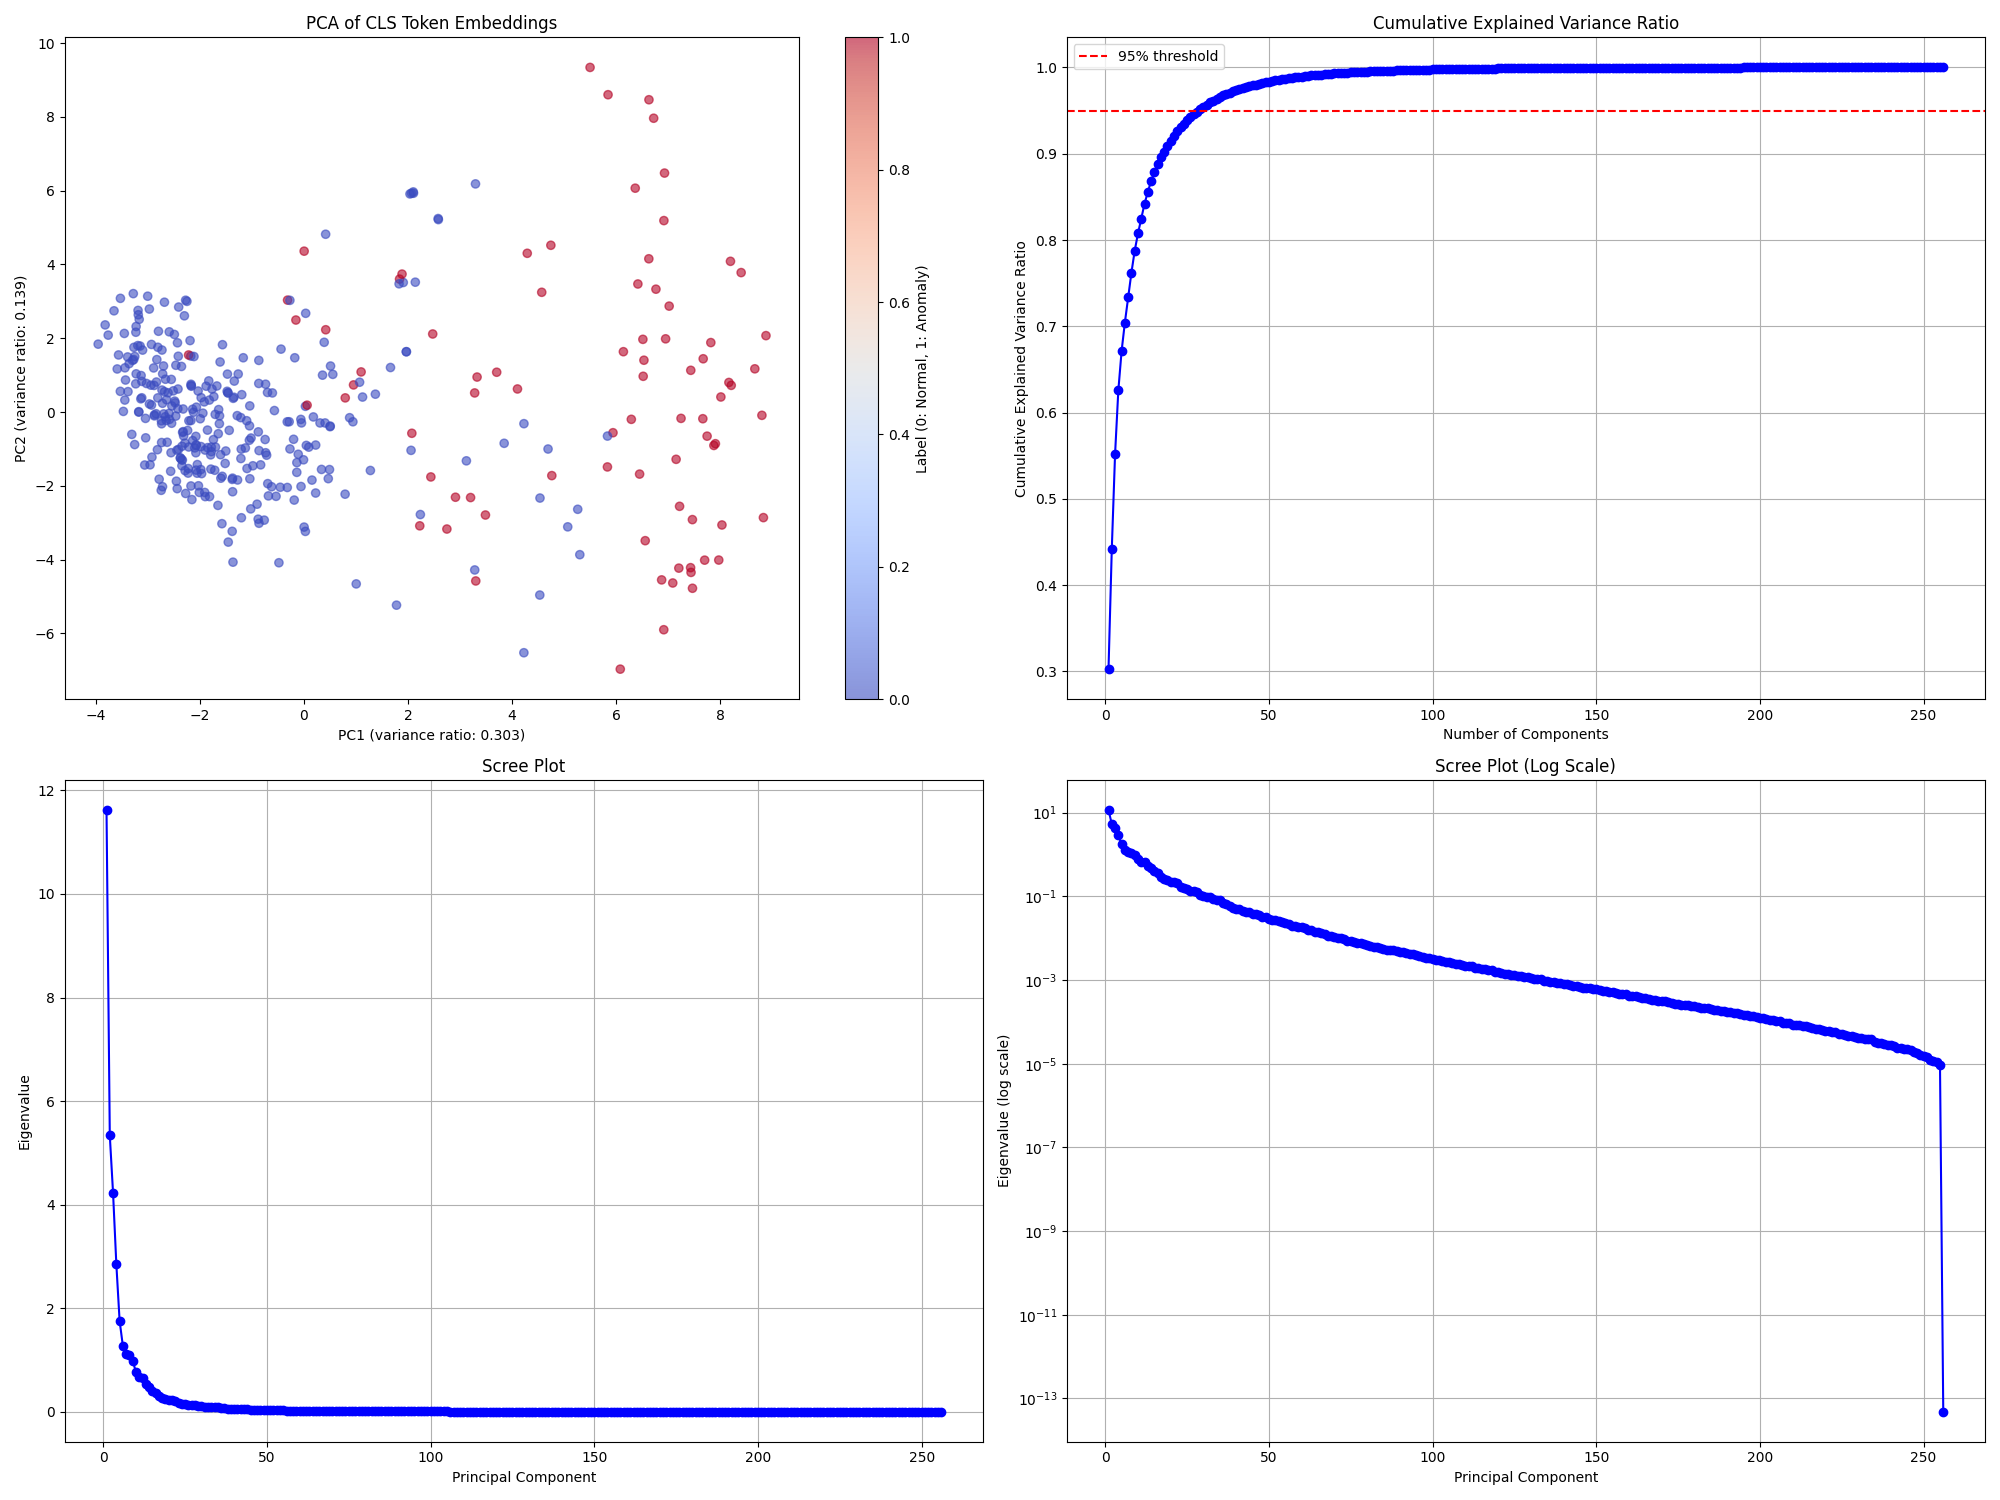 PCA of CLS Token Embeddings
10
8
6
4
2
0
−2
−4
−6
PC2 (variance ratio: 0.139)
−4 −2 0 2 4 6 8
PC1 (variance ratio: 0.303)
1.0
0.8
0.6
0.4
0.2
0.0
Label (0: Normal, 1: Anomaly)
Cumulative Explained Variance Ratio
95% threshold
1.0
0.9
0.8
0.7
0.6
0.5
0.4
0.3
Cumulative Explained Variance Ratio
0 50 100 150 200 250
Number of Components
Scree Plot
12
10
8
6
4
2
0
Eigenvalue
0 50 100 150 200 250
Principal Component
Scree Plot (Log Scale)
10¹
10⁻¹
10⁻³
10⁻⁵
10⁻⁷
10⁻⁹
10⁻¹¹
10⁻¹³
Eigenvalue (log scale)
0 50 100 150 200 250
Principal Component